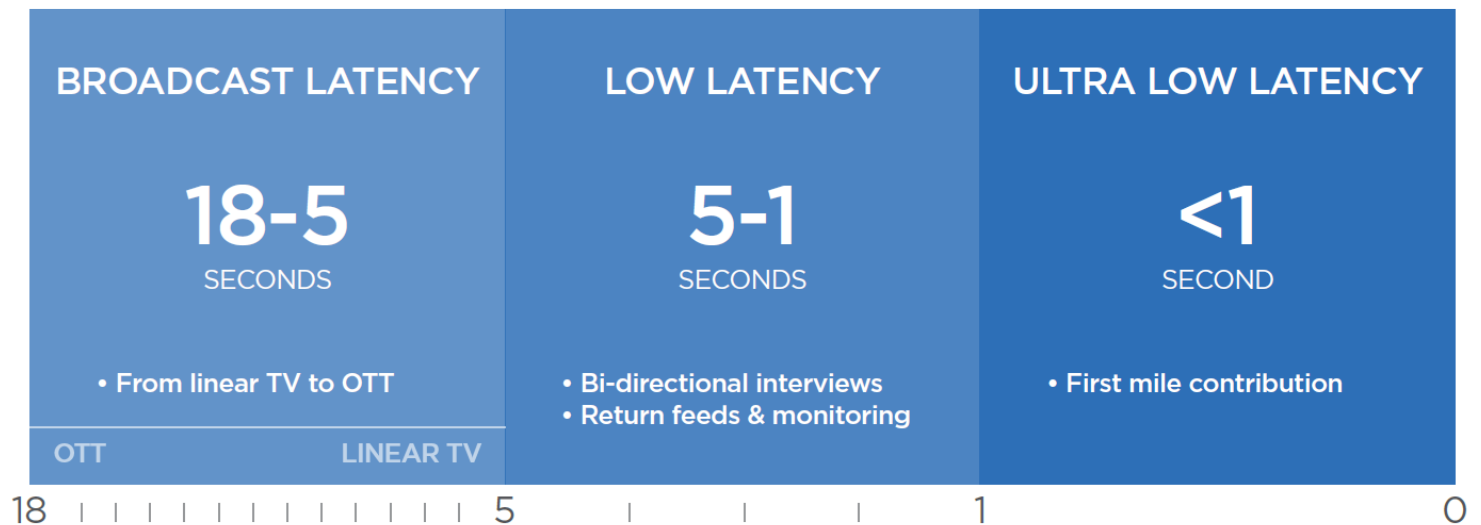 BROADCAST LATENCY
18-5
SECONDS
• From linear TV to OTT
OTT LINEAR TV
LOW LATENCY
5-1
SECONDS
• Bi-directional interviews
• Return feeds & monitoring
ULTRA LOW LATENCY
<1
SECOND
• First mile contribution
18 5 1 0